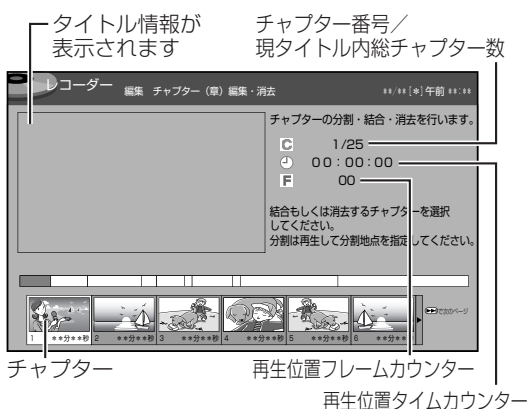 タイトル情報が
表示されます
チャプター番号／
現タイトル内総チャプター数
レコーダー 編集 チャプター（章）編集・消去 **/**[*]午前**:**
チャプターの分割・結合・消去を行います。
C 1/25
00：00：00
F 00
結合もしくは消去するチャプターを選択
してください。
分割は再生して分割地点を指定してください。
1 **分**秒 2 **分**秒 3 **分**秒 4 **分**秒 5 **分**秒 6 **分**秒
で次のページ
チャプター
再生位置フレームカウンター
再生位置タイムカウンター